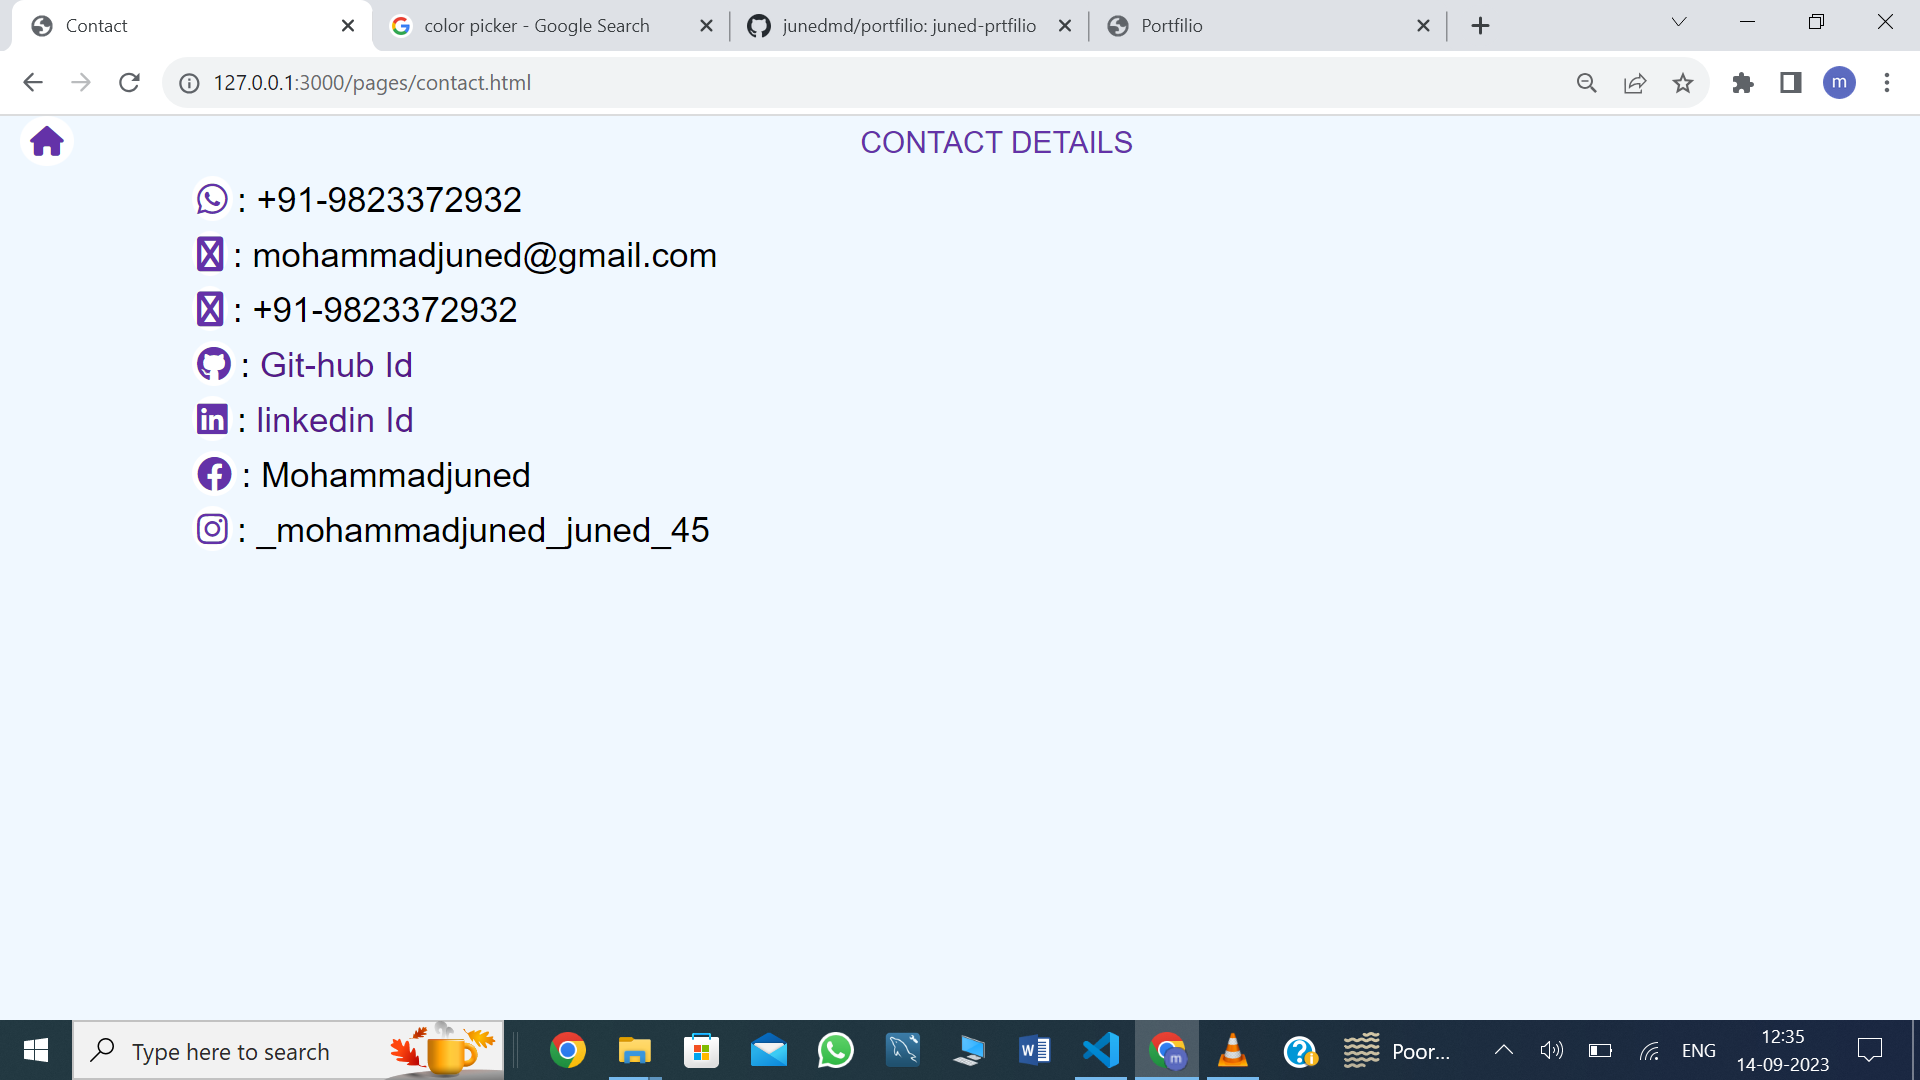 Contact
color picker - Google Search
junedmd/portfilio: juned-prtfilio
Portfilio
127.0.0.1:3000/pages/contact.html
m
CONTACT DETAILS
: +91-9823372932
: mohammadjuned@gmail.com
: +91-9823372932
: Git-hub Id
in : linkedin Id
: Mohammadjuned
: _mohammadjuned_juned_45
Type here to search
W
m
Poor...
ENG
12:35
14-09-2023